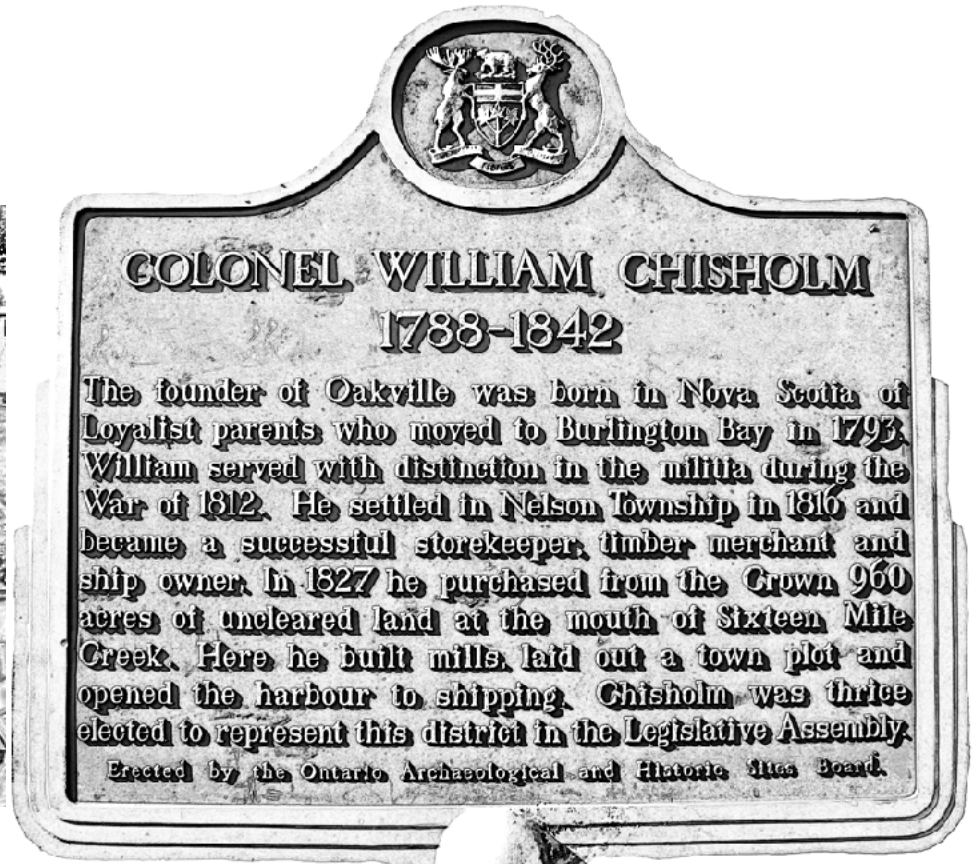 COLONEL WILLIAM CHISHOLM
1788-1842
The founder of Oakville was born in Nova Scotia of
Loyalist parents who moved to Burlington Bay in 1793.
William served with distinction in the militia during the
War of 1812. He settled in Nelson Township in 1816 and
became a successful storekeeper, timber merchant and
ship owner. In 1827 he purchased from the Crown 960
acres of uncleared land at the mouth of Sixteen Mile
Creek. Here he built mills, laid out a town plot and
opened the harbour to shipping. Chisholm was thrice
elected to represent this district in the Legislative Assembly.
Erected by the Ontario Archaeological and Historic Sites Board.